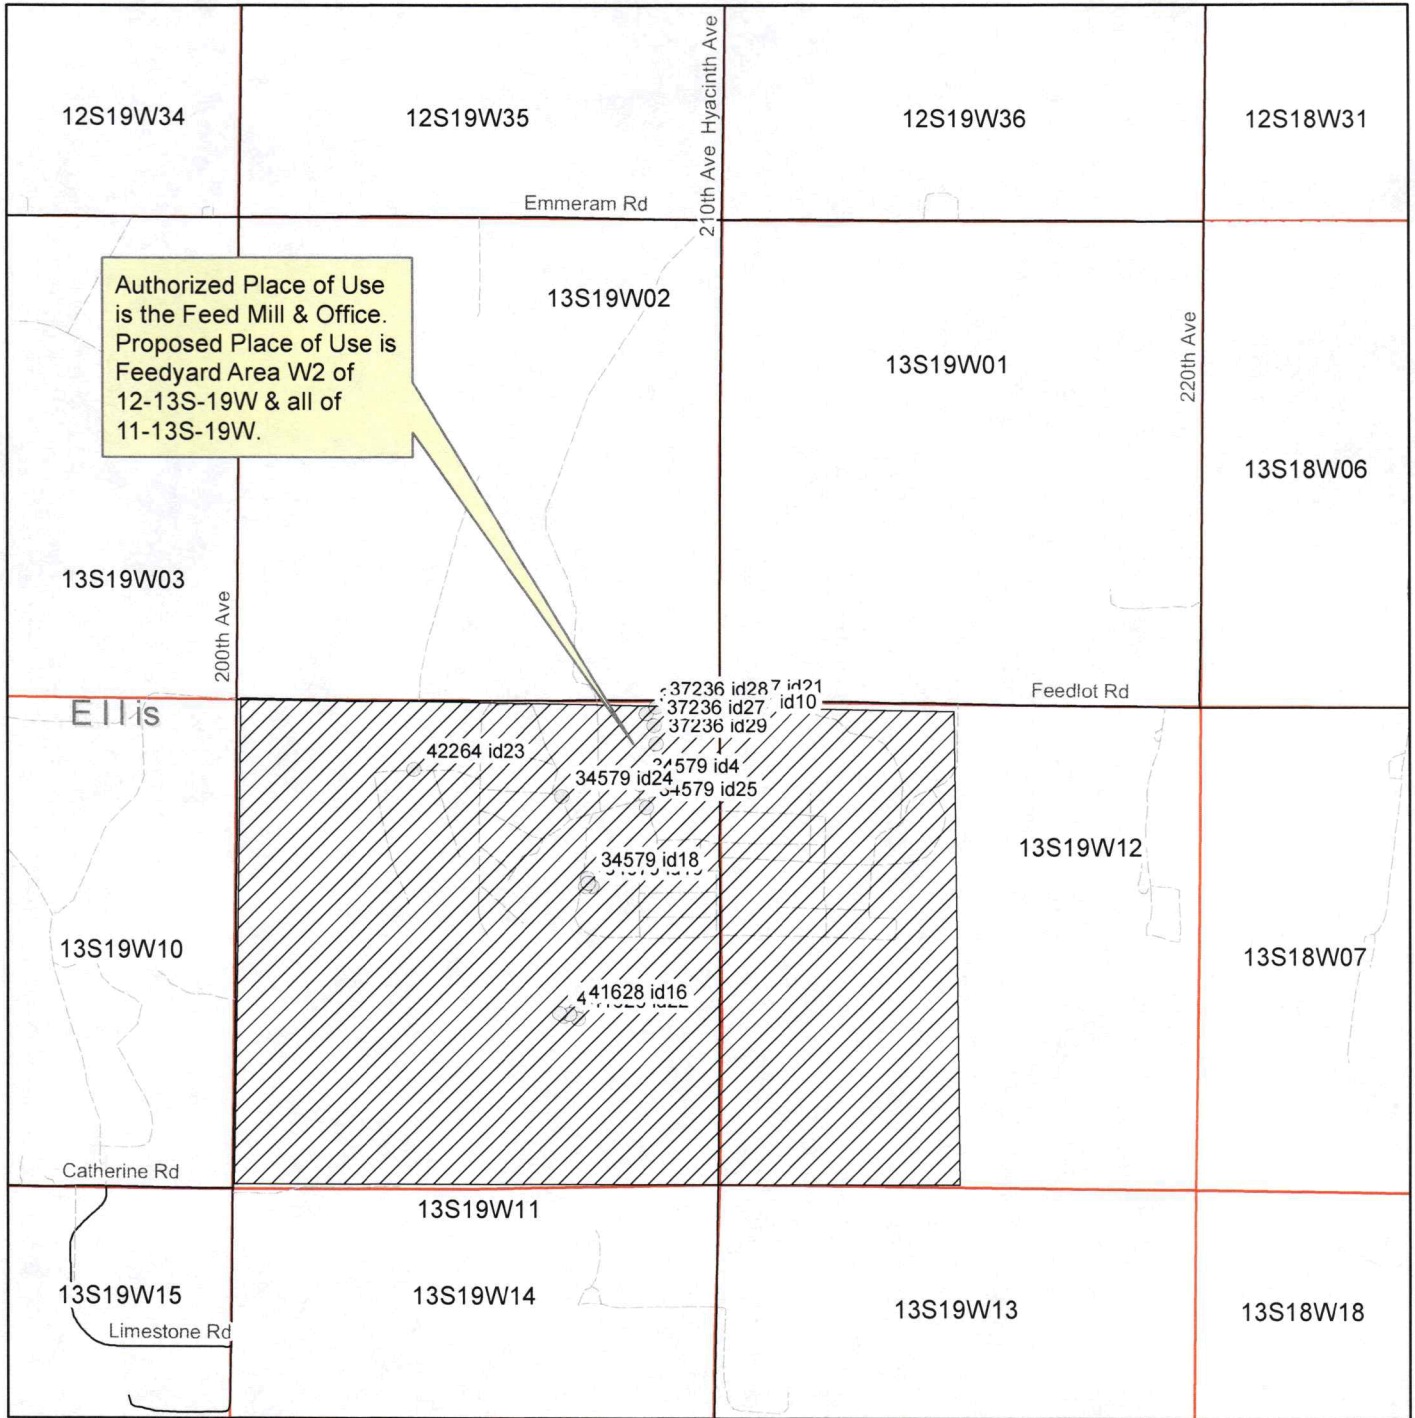 12S19W34
12S19W35
210th Ave Hyacinth Ave
12S19W36
12S18W31
Emmeram Rd
Authorized Place of Use
is the Feed Mill & Office.
Proposed Place of Use is
Feedyard Area W2 of
12-13S-19W & all of
11-13S-19W.
13S19W02
13S19W01
220th Ave
13S18W06
13S19W03
200th Ave
Ellis
37236 id28
id21
37236 id27
id10
37236 id29
Feedlot Rd
42264 id23
34579 id4
34579 id24
34579 id25
34579 id18
13S19W12
13S19W10
13S18W07
41628 id16
Catherine Rd
13S19W11
13S19W15
13S19W14
13S19W13
13S18W18
Limestone Rd